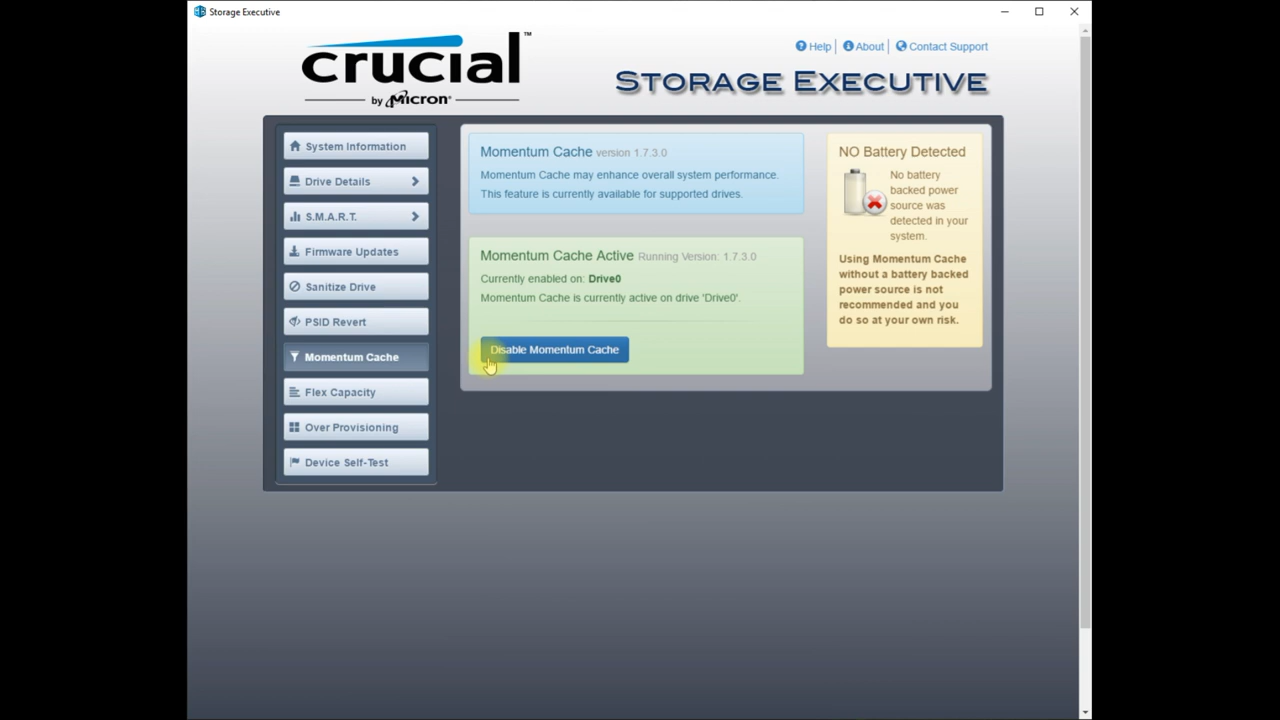 Storage Executive
crucial™
by Micron®
Help
About
Contact Support
STORAGE EXECUTIVE
System Information
Drive Details
S.M.A.R.T.
Firmware Updates
Sanitize Drive
PSID Revert
Momentum Cache
Flex Capacity
Over Provisioning
Device Self-Test
Momentum Cache version 1.7.3.0
Momentum Cache may enhance overall system performance.
This feature is currently available for supported drives.
Momentum Cache Active Running Version: 1.7.3.0
Currently enabled on: Drive0
Momentum Cache is currently active on drive 'Drive0'.
Disable Momentum Cache
NO Battery Detected
No battery
backed power
source was
detected in your
system.
Using Momentum Cache
without a battery backed
power source is not
recommended and you
do so at your own risk.